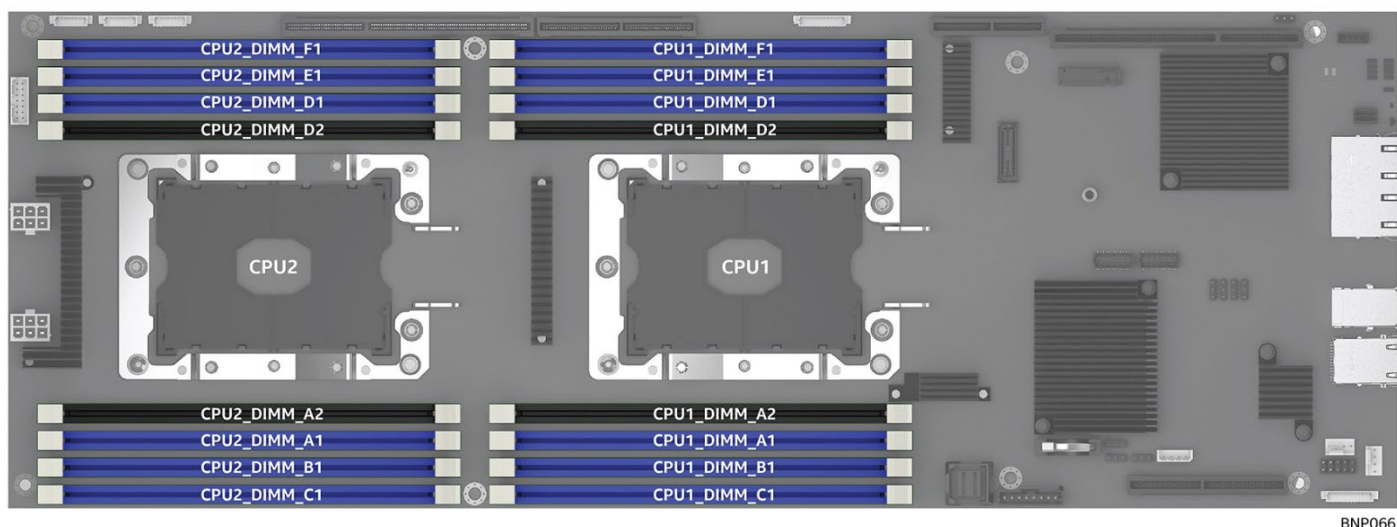 CPU2_DIMM_F1 CPU1_DIMM_F1
CPU2_DIMM_E1 CPU1_DIMM_E1
CPU2_DIMM_D1 CPU1_DIMM_D1
CPU2_DIMM_D2 CPU1_DIMM_D2
CPU2 CPU1
CPU2_DIMM_A2 CPU1_DIMM_A2
CPU2_DIMM_A1 CPU1_DIMM_A1
CPU2_DIMM_B1 CPU1_DIMM_B1
CPU2_DIMM_C1 CPU1_DIMM_C1
BNP066